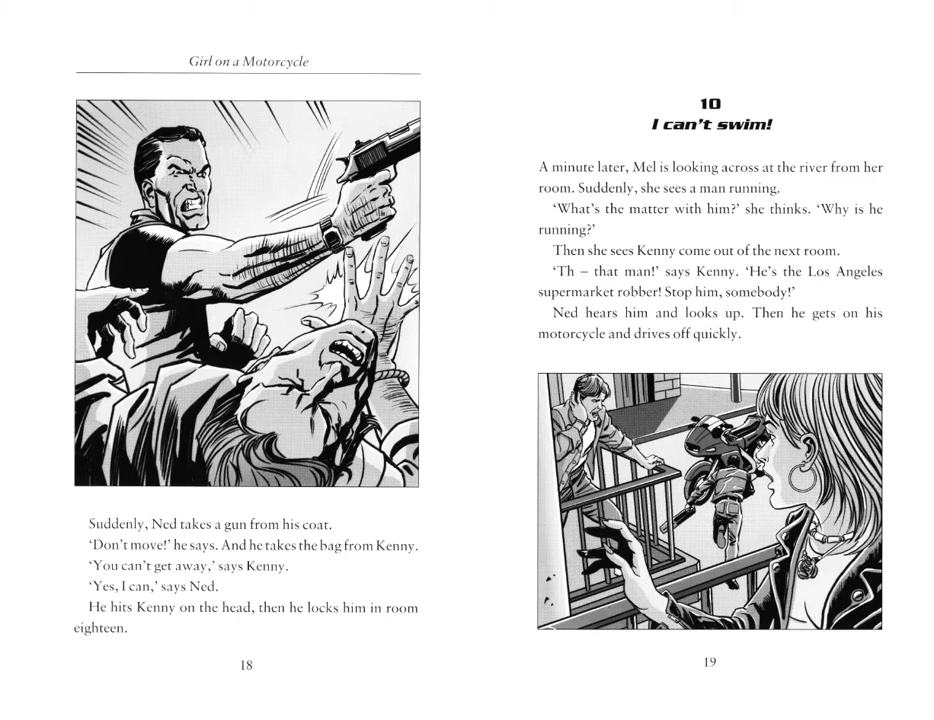 Girl on a Motorcycle
Suddenly, Ned takes a gun from his coat.
‘Don’t move!’ he says. And he takes the bag from Kenny.
‘You can’t get away,’ says Kenny.
‘Yes, I can,’ says Ned.
He hits Kenny on the head, then he locks him in room
eighteen.
18
10
I can’t swim!
A minute later, Mel is looking across at the river from her
room. Suddenly, she sees a man running.
‘What’s the matter with him?’ she thinks. ‘Why is he
running?’
Then she sees Kenny come out of the next room.
‘Th – that man!’ says Kenny. ‘He’s the Los Angeles
supermarket robber! Stop him, somebody!’
Ned hears him and looks up. Then he gets on his
motorcycle and drives off quickly.
19